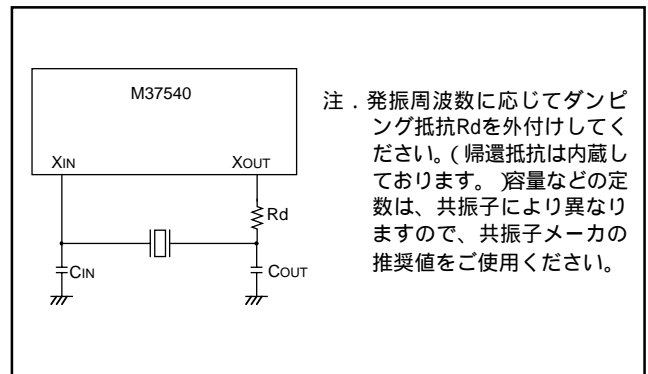 M37540
XIN
XOUT
Rd
CIN
COUT
注．発振周波数に応じてダンピ
ング抵抗Rdを外付けしてく
ださい。(帰還抵抗は内蔵し
ております。 )容量などの定
数は、共振子により異なり
ますので、共振子メーカの
推奨値をご使用ください。